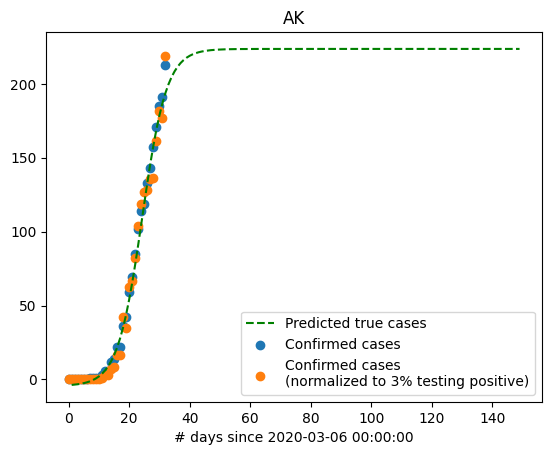 AK
200
150
100
50
0
Predicted true cases
Confirmed cases
Confirmed cases
(normalized to 3% testing positive)
0 20 40 60 80 100 120 140
# days since 2020-03-06 00:00:00